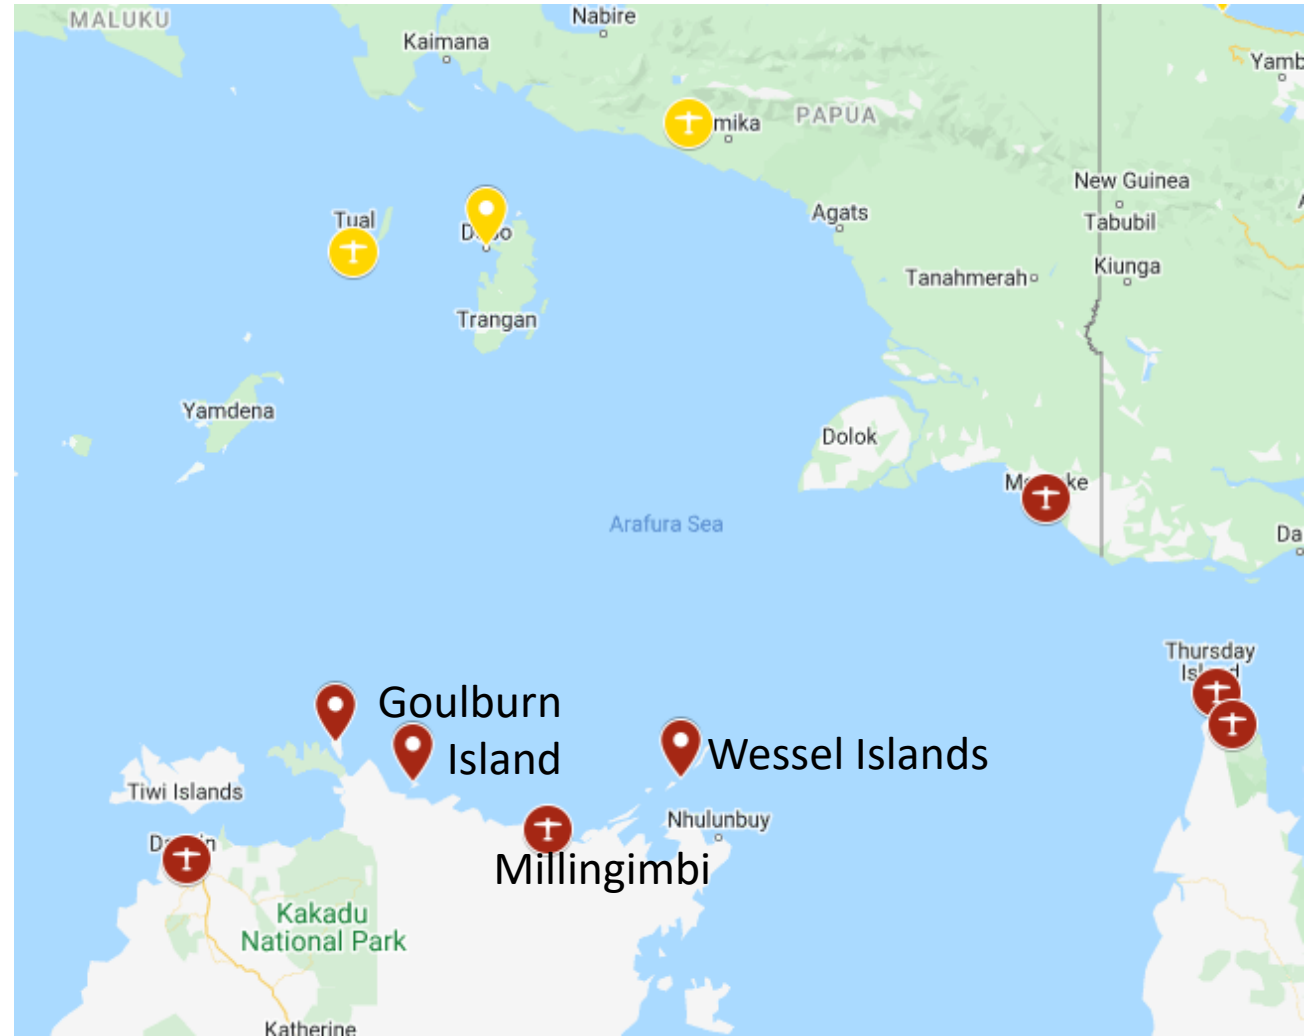 MALUKU
Nabire
Kaimana
Yamb
mika
PAPUA
New Guinea
Tabubil
Agats
Tual
Kiunga
Tanahmerah
Trangan
Yamdena
Dolok
Arafura Sea
Da
Thursday
Goulburn
Island
Wessel Islands
Tiwi Islands
Nhulunbuy
Millingimbi
Kakadu
National Park
Katherine